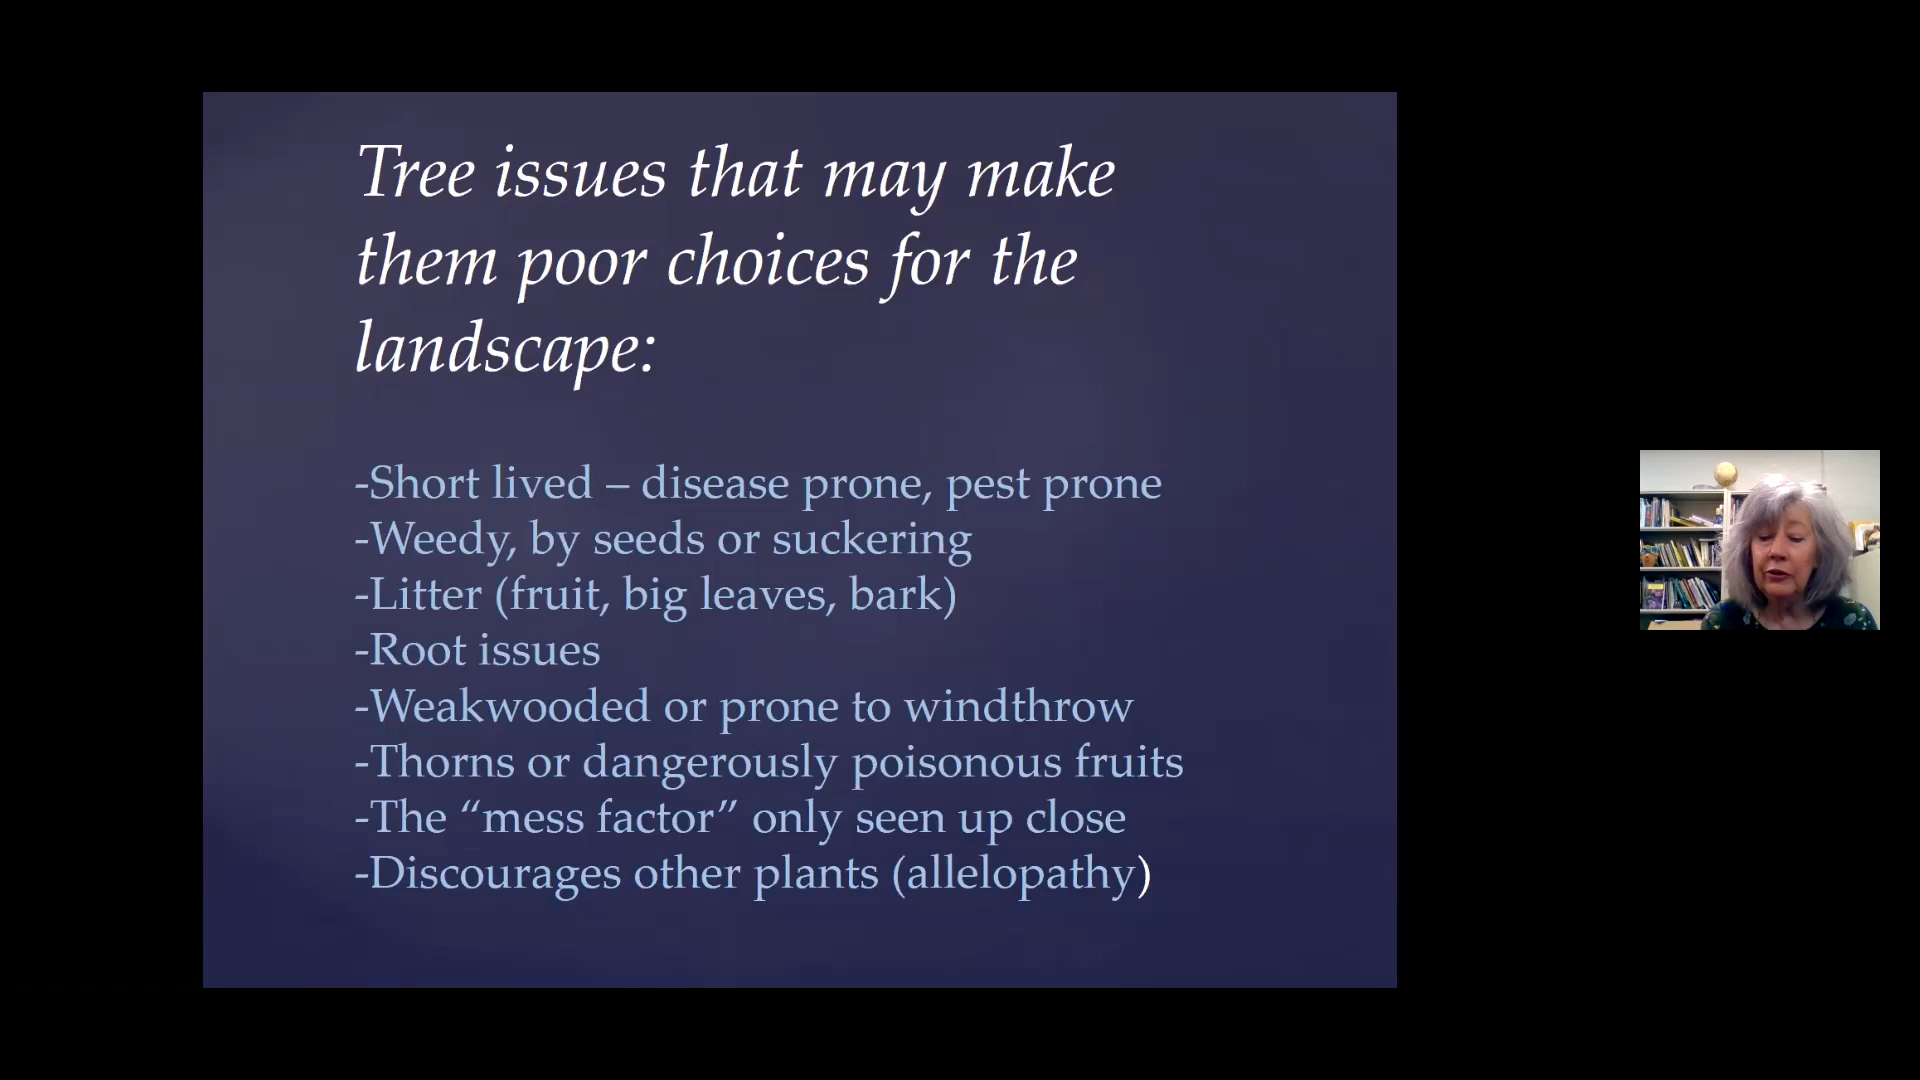 Tree issues that may make
them poor choices for the
landscape:
-Short lived – disease prone, pest prone
-Weedy, by seeds or suckering
-Litter (fruit, big leaves, bark)
-Root issues
-Weakwooded or prone to windthrow
-Thorns or dangerously poisonous fruits
-The “mess factor” only seen up close
-Discourages other plants (allelopathy)